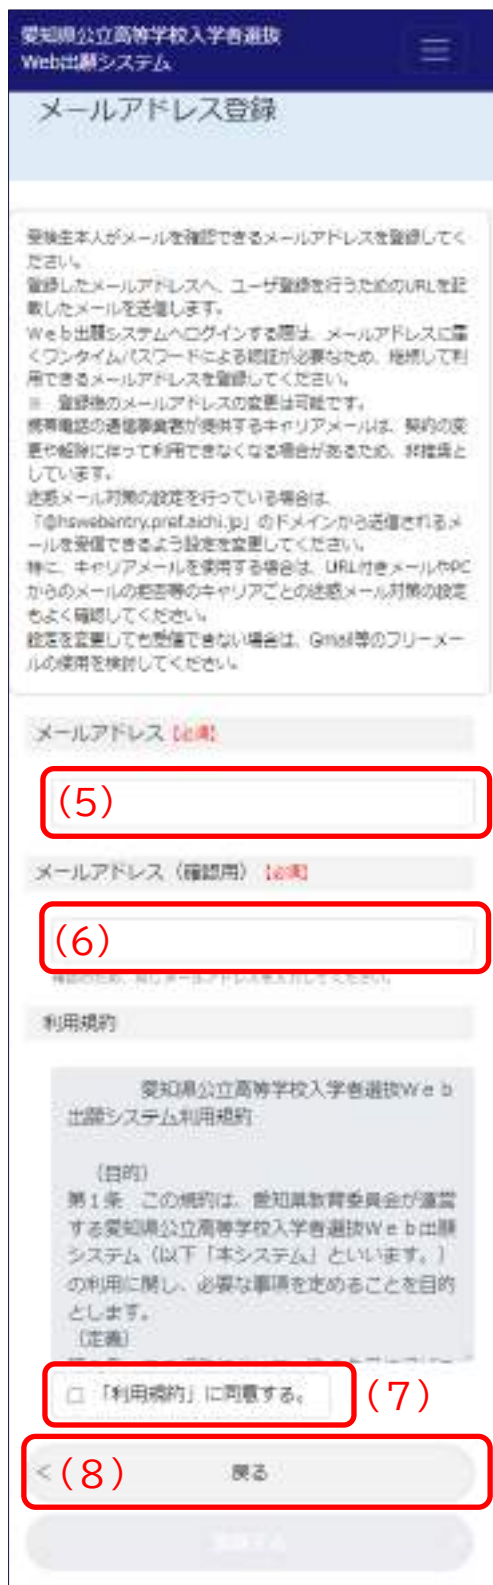 愛知県公立高等学校入学者選抜
Web出願システム
メールアドレス登録
受検生本人がメールを確認できるメールアドレスを登録してく
ださい。
登録したメールアドレスへ、ユーザ登録を行うためのURLを記
載したメールを送信します。
Ｗｅｂ出願システムへログインする際は、メールアドレスに届
くワンタイムパスワードによる認証が必要なため、継続して利
用できるメールアドレスを登録してください。
※　登録後のメールアドレスの変更は可能です。
携帯電話の通信事業者が提供するキャリアメールは、契約の変
更や解除に伴って利用できなくなる場合があるため、非推奨と
しています。
迷惑メール対策の設定を行っている場合は、
「@hswebentry.pref.aichi.jp」のドメインから送信されるメ
ールを受信できるよう設定を変更してください。
特に、キャリアメールを使用する場合は、URL付きメールやPC
からのメールの拒否等のキャリアごとの迷惑メール対策の設定
もよく確認してください。
設定を変更しても受信できない場合は、Gmail等のフリーメー
ルの使用を検討してください。
メールアドレス【必須】
(5)
メールアドレス（確認用）【必須】
(6)
確認のため、同じメールアドレスを入力してください。
利用規約
愛知県公立高等学校入学者選抜Ｗｅｂ
出願システム利用規約
（目的）
第１条　この規約は、愛知県教育委員会が運営
する愛知県公立高等学校入学者選抜Ｗｅｂ出願
システム（以下「本システム」といいます。）
の利用に関し、必要な事項を定めることを目的
とします。
（定義）
「利用規約」に同意する。
(7)
< (8) 戻る